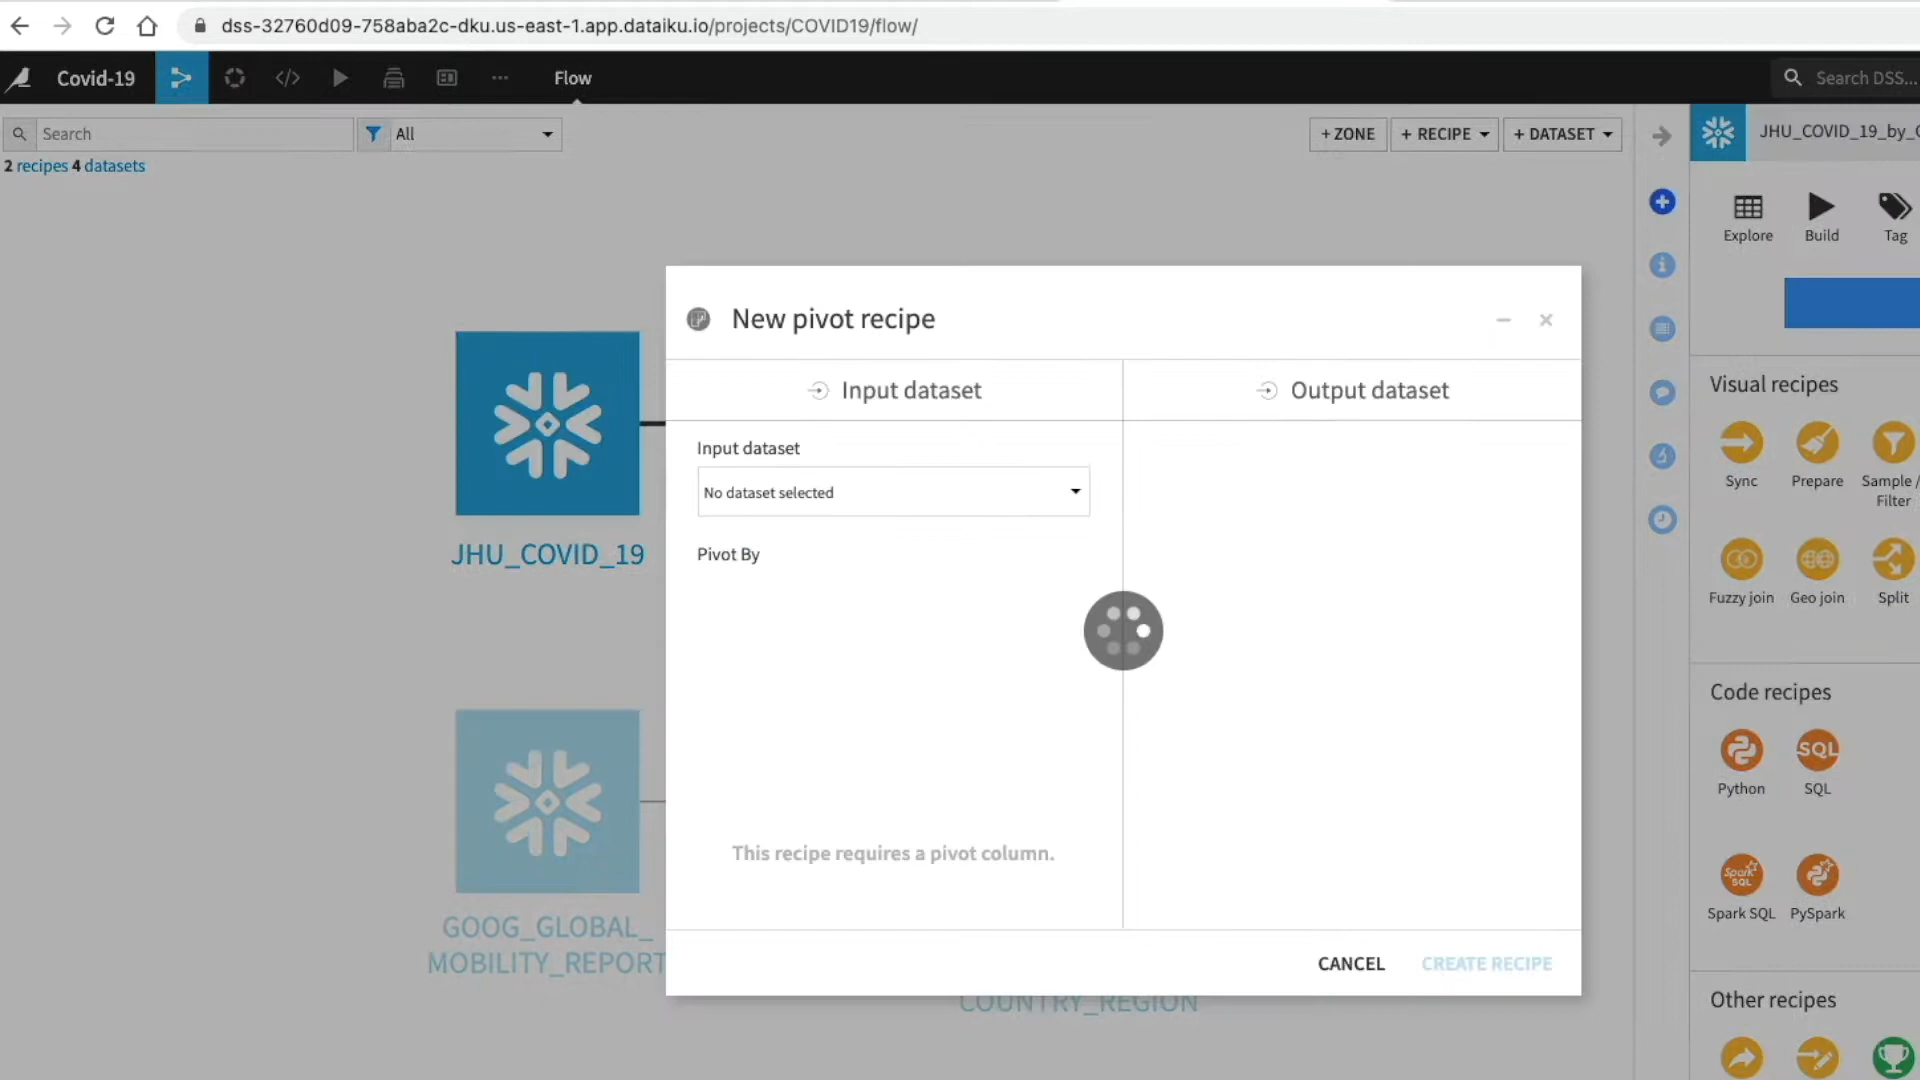 dss-32760d09-758aba2c-dku.us-east-1.app.dataiku.io/projects/COVID19/flow/
Covid-19
Flow
Search DSS...
Search
All
+ ZONE
+ RECIPE
+ DATASET
JHU_COVID_19_by_
2 recipes 4 datasets
Explore
Build
Tag
New pivot recipe
Input dataset
Output dataset
Input dataset
No dataset selected
Pivot By
This recipe requires a pivot column.
CANCEL
CREATE RECIPE
JHU_COVID_19
GOOG_GLOBAL_
MOBILITY_REPORT
COUNTRY_REGION
Visual recipes
Sync
Prepare
Sample /
Filter
Fuzzy join
Geo join
Split
Code recipes
Python
SQL
SQL
Spark
SQL
Spark SQL
PySpark
Other recipes